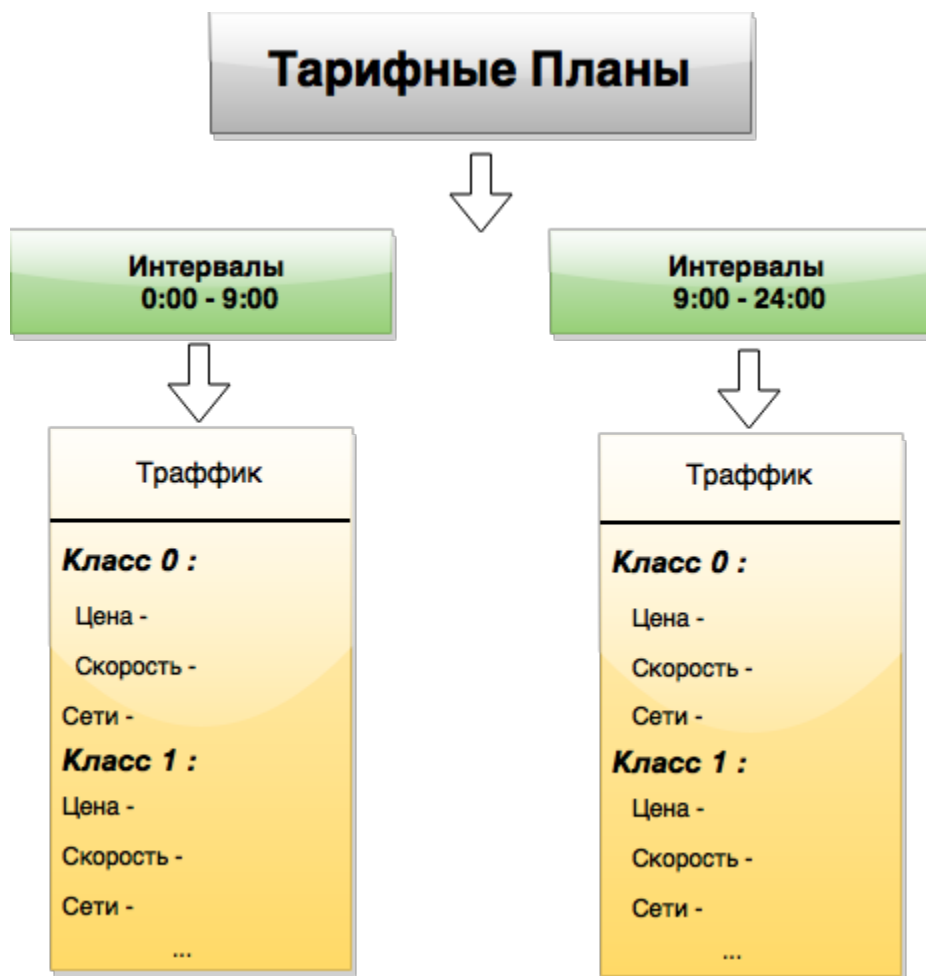 Тарифные Планы
Интервалы
0:00 - 9:00
Интервалы
9:00 - 24:00
Траффик
Класс 0 :
Цена -
Скорость -
Сети -
Класс 1 :
Цена -
Скорость -
Сети -
...
Траффик
Класс 0 :
Цена -
Скорость -
Сети -
Класс 1 :
Цена -
Скорость -
Сети -
...